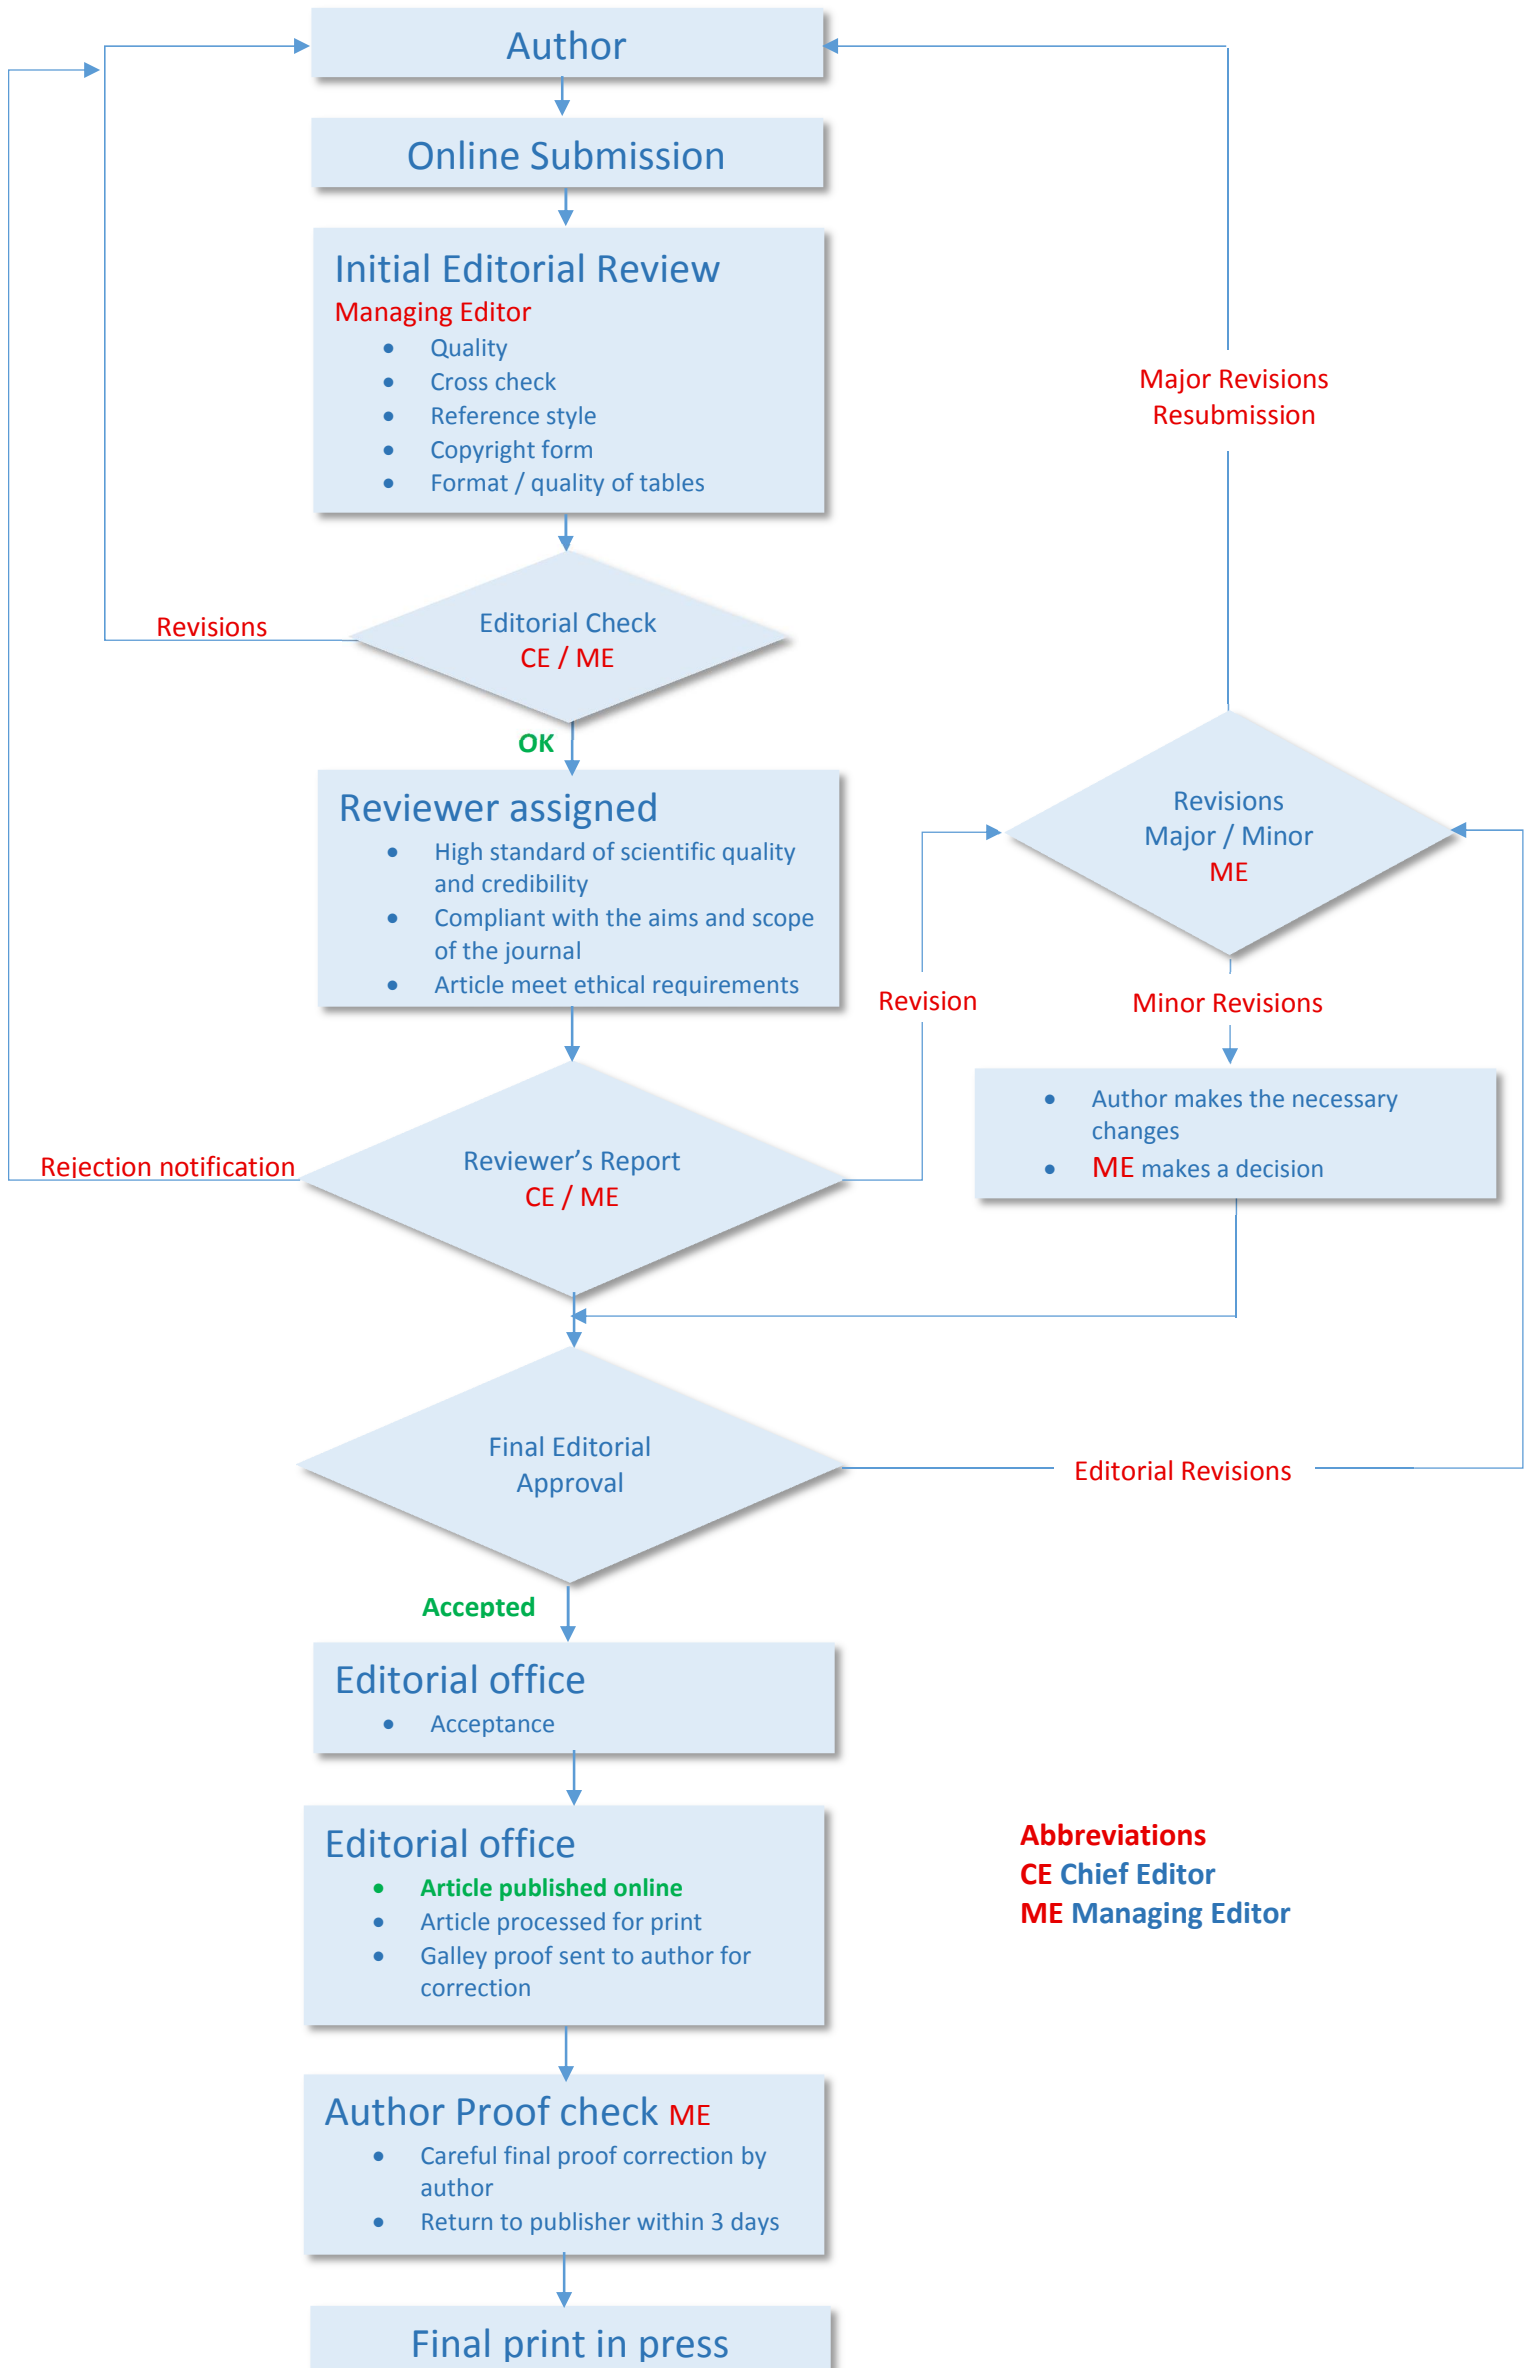 Author
Online Submission
Initial Editorial Review
Managing Editor
• Quality
• Cross check
• Reference style
• Copyright form
• Format / quality of tables
Major Revisions
Resubmission
Editorial Check
CE / ME
Revisions
OK
Reviewer assigned
• High standard of scientific quality
and credibility
• Compliant with the aims and scope
of the journal
• Article meet ethical requirements
Revisions
Major / Minor
ME
Revision
Minor Revisions
• Author makes the necessary
changes
• ME makes a decision
Rejection notification
Reviewer’s Report
CE / ME
Final Editorial
Approval
Editorial Revisions
Accepted
Editorial office
• Acceptance
Editorial office
• Article published online
• Article processed for print
• Galley proof sent to author for
correction
Abbreviations
CE Chief Editor
ME Managing Editor
Author Proof check ME
• Careful final proof correction by
author
• Return to publisher within 3 days
Final print in press